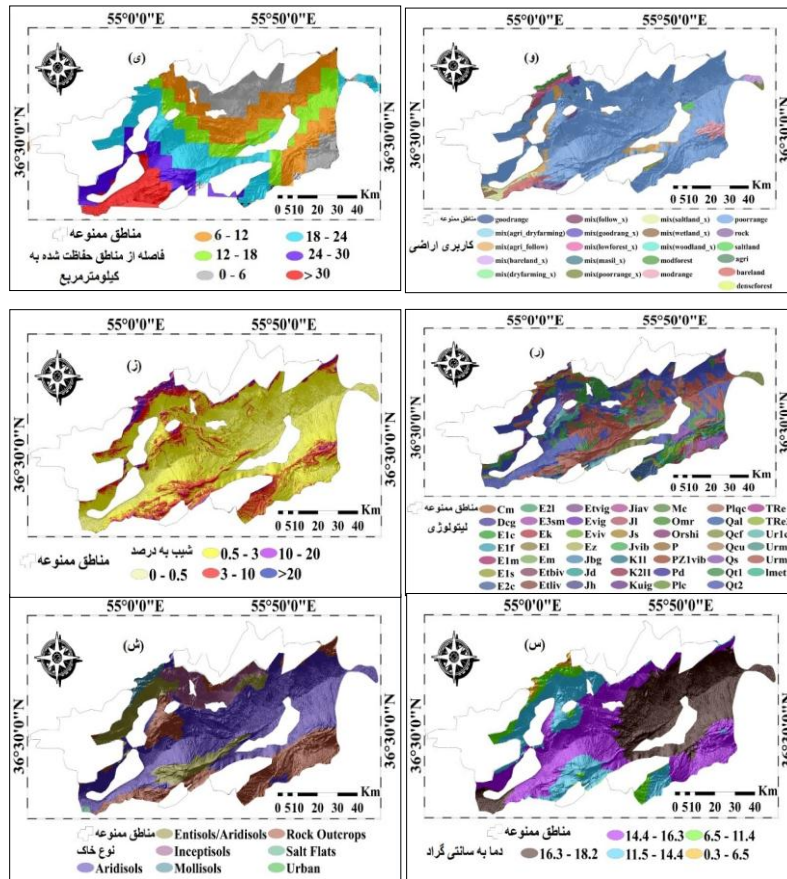 55°0'0"E 55°50'0"E
(ی)
36°30'0"N
36°30'0"N
Km
0 5 10 20 30 40
مناطق ممنوعه
فاصله از مناطق حفاظت شده به
کیلومترمربع
6 - 12
12 - 18
0 - 6
18 - 24
24 - 30
> 30
55°0'0"E 55°50'0"E
(و)
36°30'0"N
36°30'0"N
Km
0 5 10 20 30 40
مناطق ممنوعه
کاربری اراضی
goodrange
mix(agri_dryfarming)
mix(agri_follow)
mix(bareland_x)
mix(dryfarming_x)
mix(follow_x)
mix(goodrang_x)
mix(lowforest_x)
mix(masil_x)
mix(poorrange_x)
mix(saltland_x)
mix(wetland_x)
mix(woodland_x)
modforest
modrange
poorrange
rock
saltland
agri
bareland
denseforest
55°0'0"E 55°50'0"E
(ز)
36°30'0"N
36°30'0"N
Km
0 5 10 20 30 40
مناطق ممنوعه
شیب به درصد
0 - 0.5
0.5 - 3
3 - 10
10 - 20
>20
55°0'0"E 55°50'0"E
(ر)
36°30'0"N
36°30'0"N
Km
0 5 10 20 30 40
مناطق ممنوعه
لیتولوژی
Cm
Dcg
E1c
E1f
E1m
E1s
E2c
E2l
E3sm
Ek
El
Em
Etbiv
Etliv
Etvig
Evig
Eviv
Ez
Jbg
Jd
Jh
Jiav
Jl
Js
Jvib
K1l
K2l1
Kuig
Mc
Omr
Orshi
P
PZ1vib
Pd
Plc
Plqc
Qal
Qcf
Qcu
Qs
Qt1
Qt2
TRe
TRe
Ur1c
Urm
Urm
lmet
55°0'0"E 55°50'0"E
(ش)
36°30'0"N
36°30'0"N
Km
0 5 10 20 30 40
مناطق ممنوعه
نوع خاک
Aridisols
Entisols/Aridisols
Inceptisols
Mollisols
Rock Outcrops
Salt Flats
Urban
55°0'0"E 55°50'0"E
(س)
36°30'0"N
36°30'0"N
Km
0 5 10 20 30 40
مناطق ممنوعه
دما به سانتی گراد
16.3 - 18.2
14.4 - 16.3
11.5 - 14.4
6.5 - 11.4
0.3 - 6.5